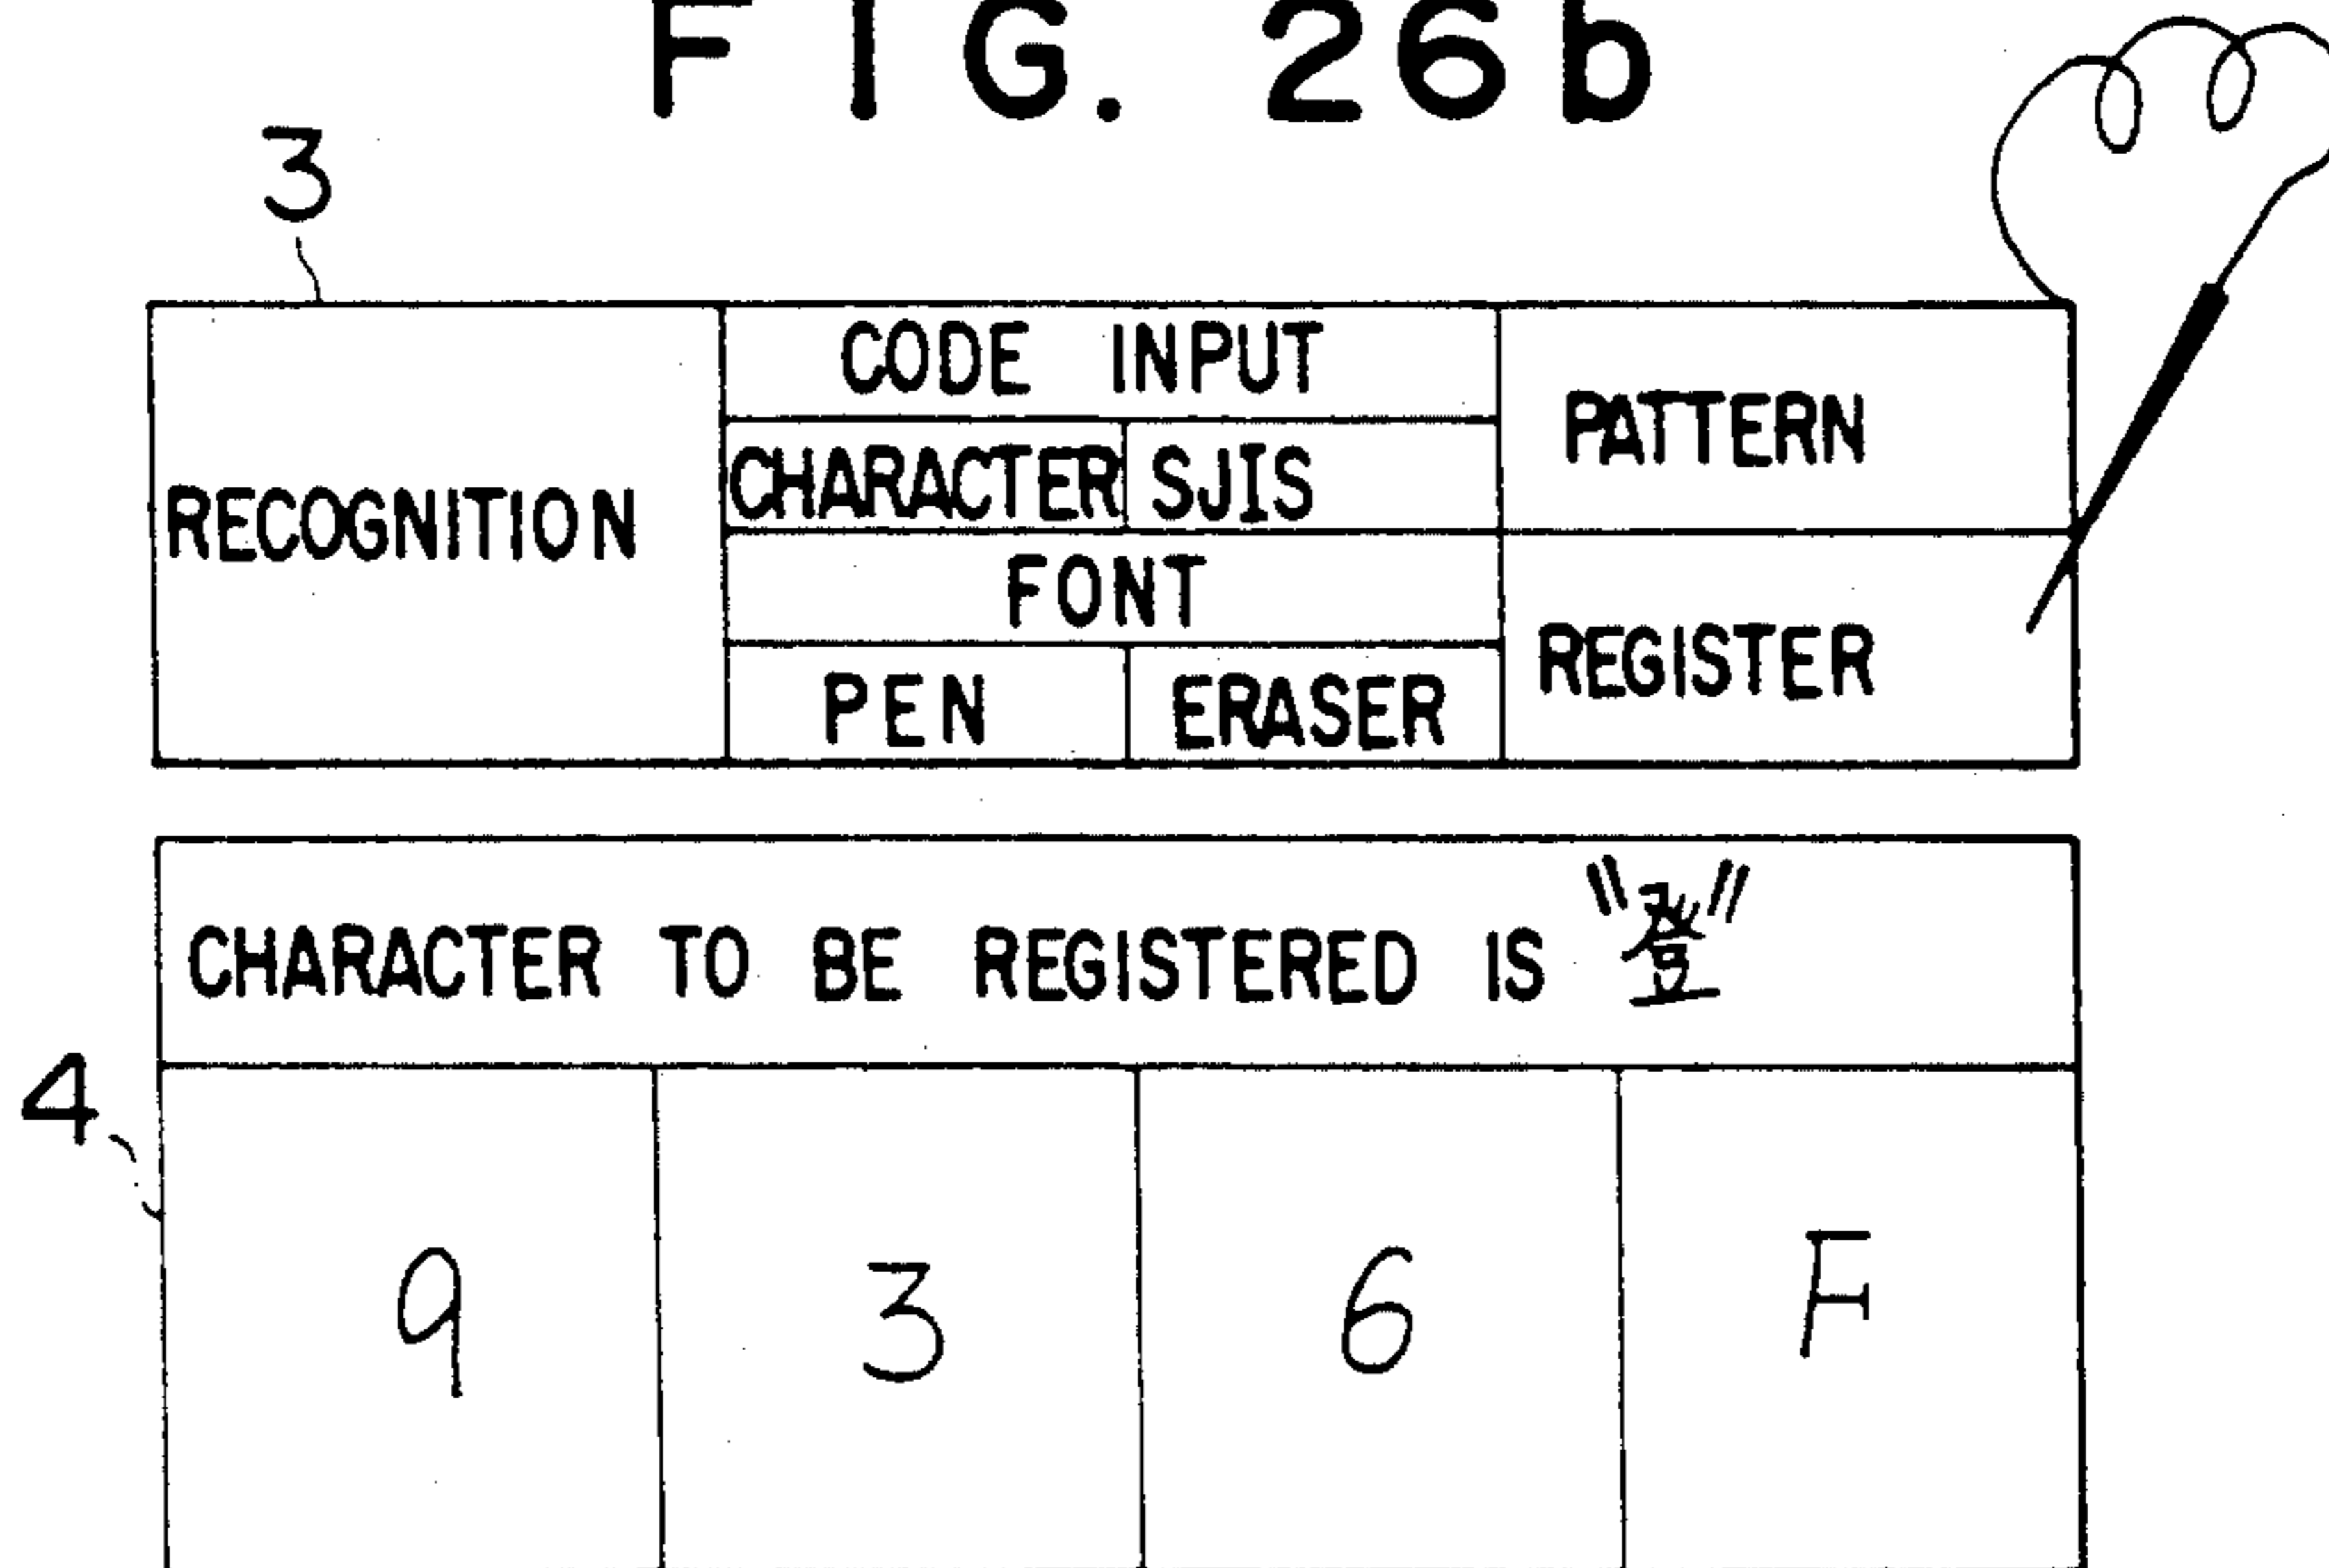 FIG. 26b
3
RECOGNITION
CODE INPUT
CHARACTER SJIS
FONT
PEN ERASER
PATTERN
REGISTER
CHARACTER TO BE REGISTERED IS "登"
4
9 3 6 F